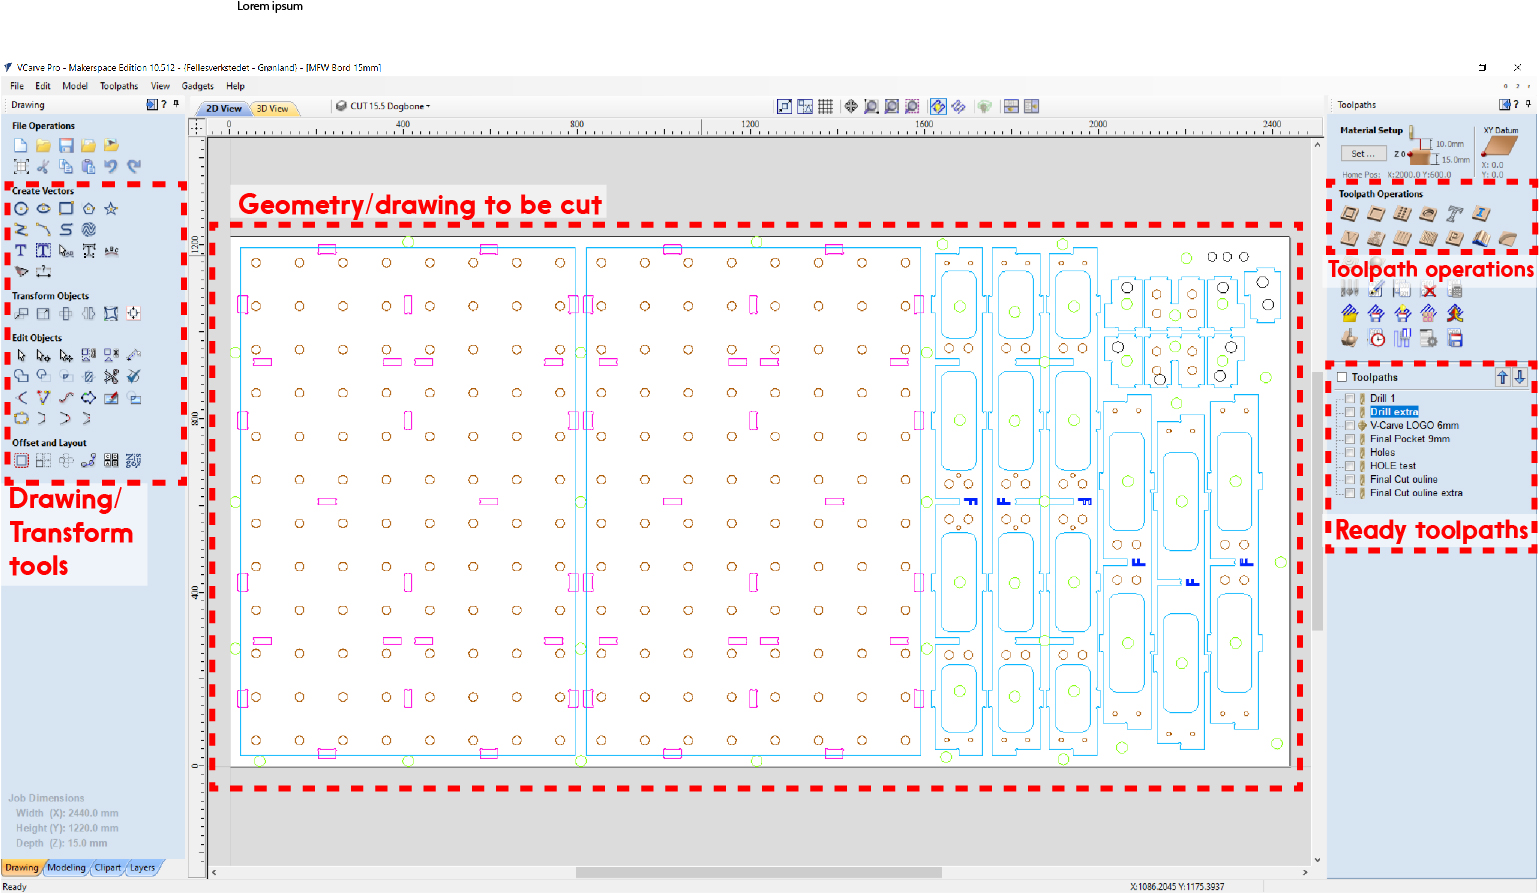 Lorem ipsum
VCarve Pro - Makerspace Edition 10.512 - {Fellesverkstedet - Grønland} - [MFW Bord 15mm]
File Edit Model Toolpaths View Gadgets Help
Drawing
2D View 3D View
CUT 15.5 Dogbone
Toolpaths
File Operations
0 400 800 1200 1600 2000 2400
Material Setup
XY Datum
10.0mm
Set ...
Z 0
15.0mm
X: 0.0
Home Pos: X:2000.0 Y:600.0
Y: 0.0
Create Vectors
Toolpath Operations
Geometry/drawing to be cut
Toolpath operations
1200
800
400
0
Transform Objects
Edit Objects
Offset and Layout
Drawing/
Transform
tools
F
F
F
F
F
F
Toolpaths
Drill 1
Drill extra
V-Carve LOGO 6mm
Final Pocket 9mm
Holes
HOLE test
Final Cut ouline
Final Cut ouline extra
Ready toolpaths
Job Dimensions
Width (X): 2440.0 mm
Height (Y): 1220.0 mm
Depth (Z): 15.0 mm
Drawing Modeling Clipart Layers
Ready
X:1086.2045 Y:1175.3937